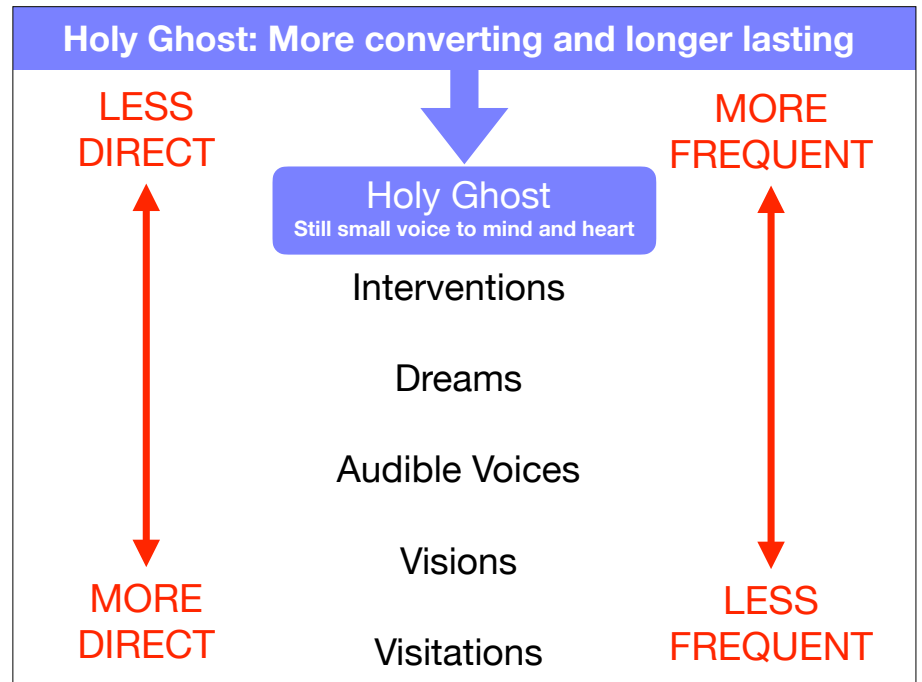 Holy Ghost: More converting and longer lasting
LESS
DIRECT
MORE
FREQUENT
Holy Ghost
Still small voice to mind and heart
Interventions
Dreams
Audible Voices
Visions
MORE
DIRECT
LESS
FREQUENT
Visitations